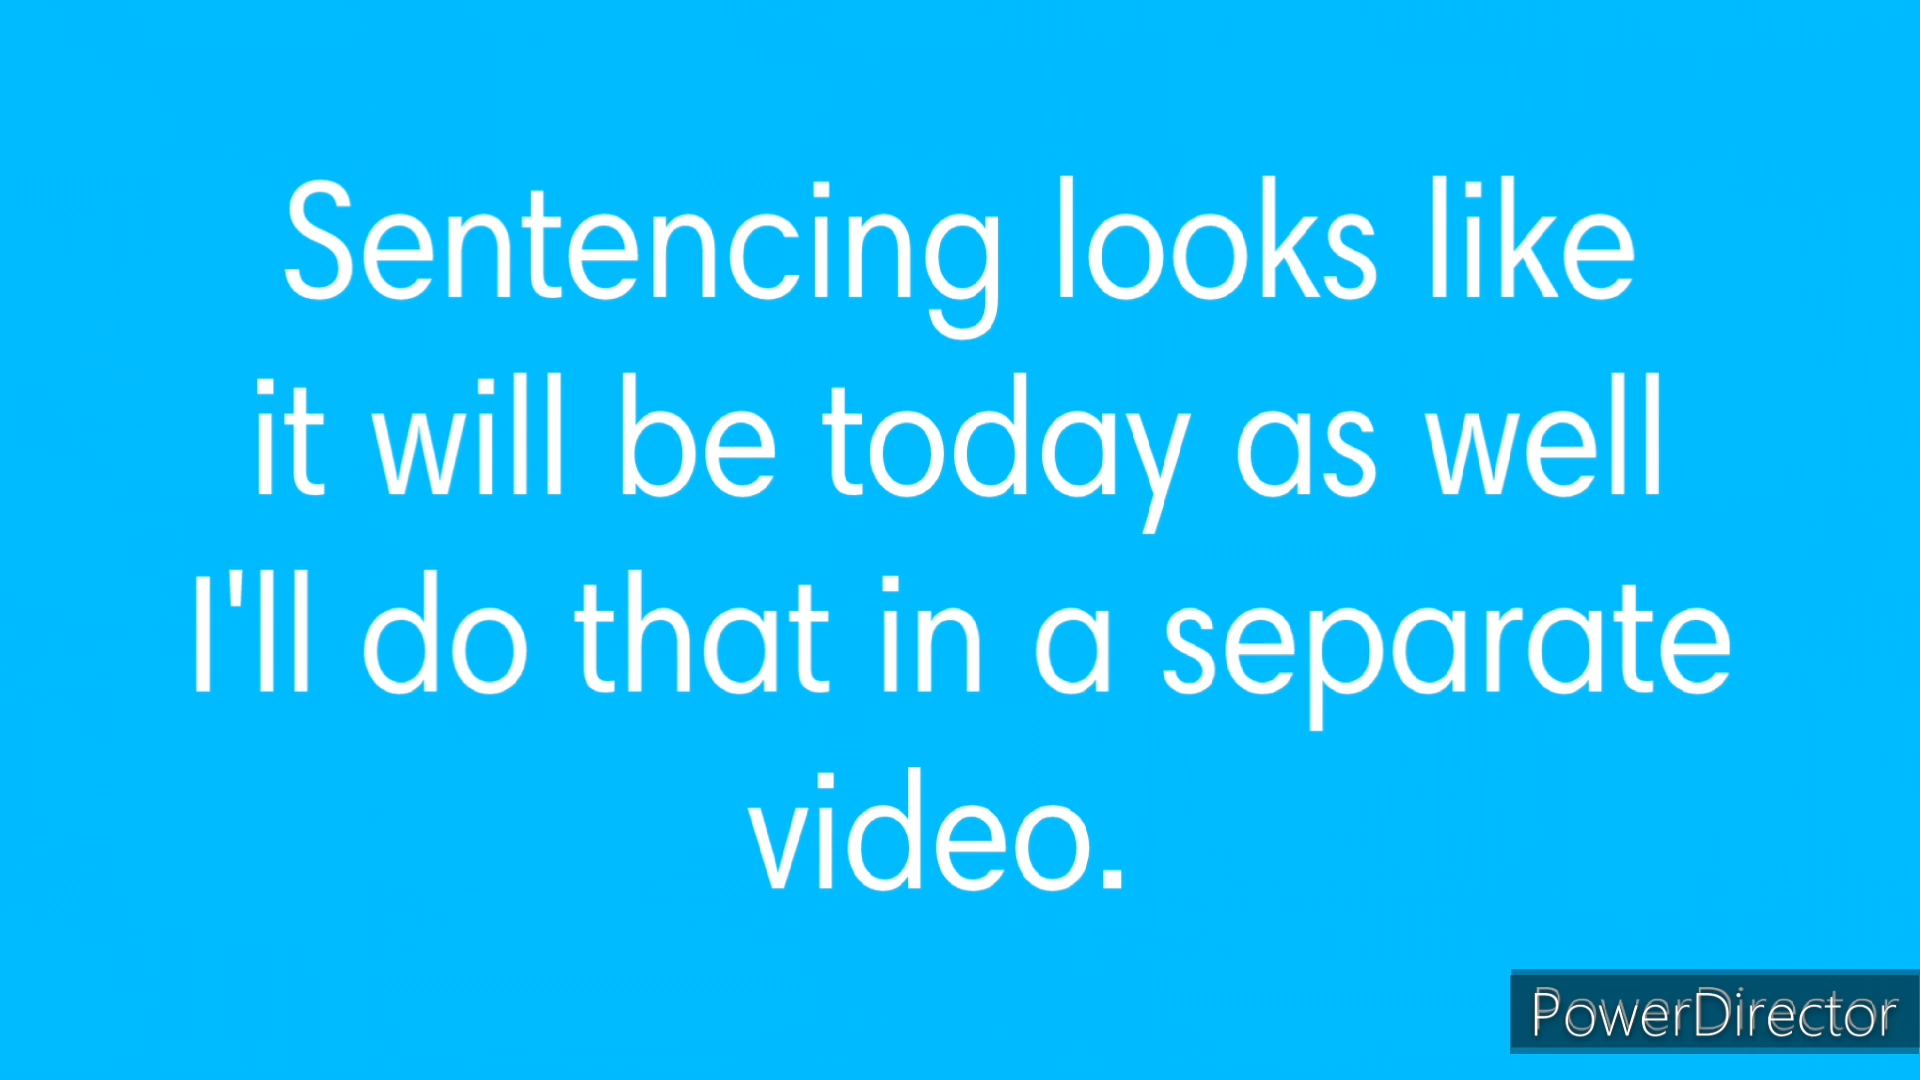 Sentencing looks like
it will be today as well
I'll do that in a separate
video.
PowerDirector